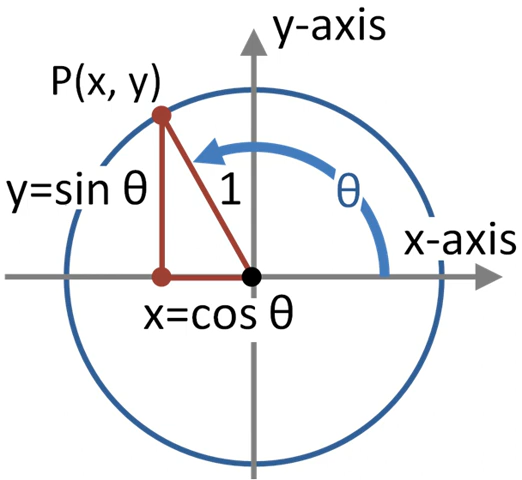 y-axis
P(x, y)
y=sin θ
1
θ
x-axis
x=cos θ